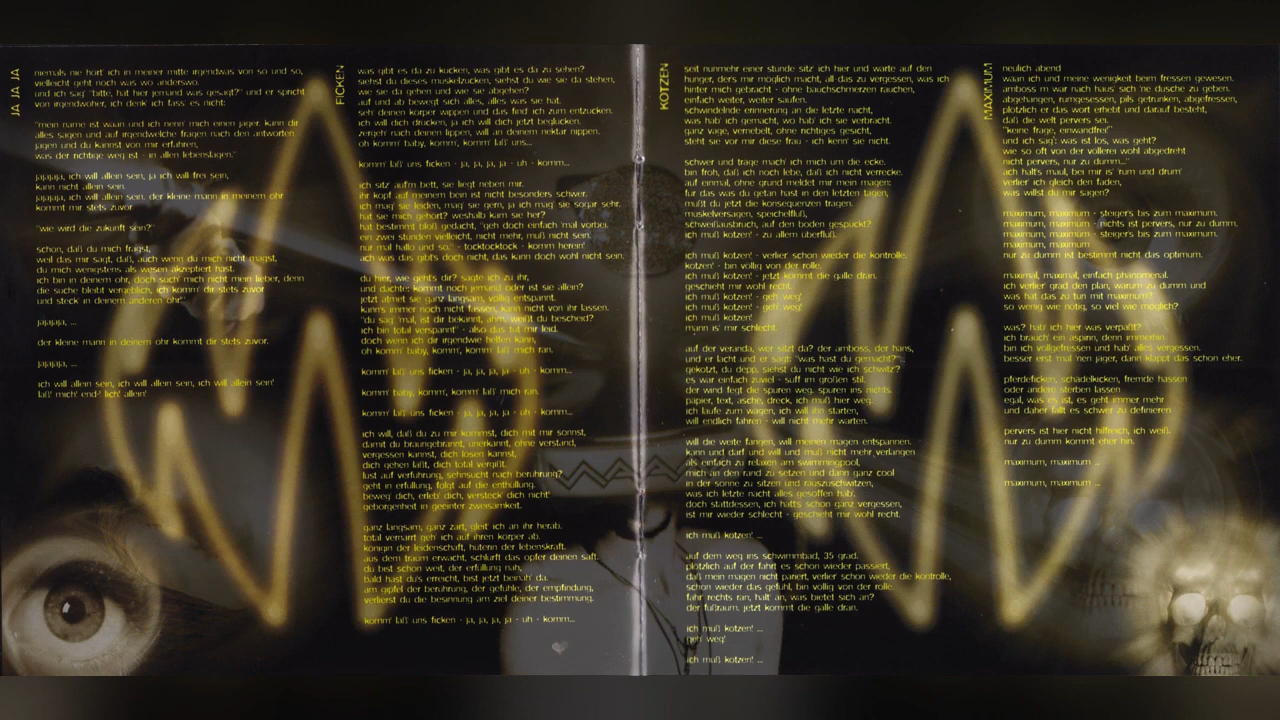 JA JA JA
niemals nie hört' ich in meiner mitte irgendwas von so und so,
vielleicht geht noch was wo anderswo.
und ich sag' "bitte, hat hier jemand was gesagt?" und er spricht
von irgendwoher, ich denk' ich fass' es nicht:
"mein name ist waan und ich nenn' mich einen jäger. kann dir
alles sagen und auf irgendwelche fragen nach den antworten
jagen und du kannst von mir erfahren,
was der richtige weg ist - in allen lebenslagen."
jajajaja, ich will allein sein, ja ich will frei sein,
kann nicht allein sein.
jajajaja, ich will allein sein, der kleine mann in meinem ohr
kommt mir stets zuvor
"wie wird die zukunft sein?"
schön, daß du mich fragst,
weil das mir sagt, daß, auch wenn du mich nicht magst,
du mich wenigstens als wesen akzeptiert hast.
ich bin in deinem ohr, doch such' mich nicht mein lieber, denn
die suche bleibt vergeblich, ich komm' dir stets zuvor
und steck' in deinem anderen ohr."
jajajaja, ...
der kleine mann in deinem ohr kommt dir stets zuvor.
jajajaja, ...
ich will allein sein, ich will allein sein, ich will allein sein!
laß' mich' end-' lich' allein!
FICKEN
was gibt es da zu kucken, was gibt es da zu sehen?
siehst du dieses muskelzucken, siehst du wie sie da stehen,
wie sie da gehen und wie sie abgehen?
auf und ab bewegt sich alles, alles was sie hat.
seh' deinen körper wippen und das find ich zum entzücken.
ich will dich drücken, ja ich will dich jetzt beglücken.
zergeh' nach deinen lippen, will an deinem nektar nippen.
oh komm' baby, komm', komm' laß' uns...
komm' laß' uns ficken - ja, ja, ja, ja - uh - komm...
ich sitz' auf'm bett, sie liegt neben mir.
ihr kopf auf meinem bein ist nicht besonders schwer.
ich mag' sie leiden, mag' sie gern, ja ich mag' sie sogar sehr.
hat sie mich gehört? weshalb kam sie her?
hat bestimmt bloß gedacht, "geh doch einfach 'mal vorbei.
ein zwei stunden vielleicht, nicht mehr, muß nicht sein.
nur mal hallo und so." - tocktocktock - komm herein!
ich was das gibt's doch nicht, das kann doch wohl nicht sein.
du hier, wie geht's dir? sagte ich zu ihr,
und dachte: kommt noch jemand oder ist sie allein?
jetzt atmet sie ganz langsam, völlig entspannt.
kann's immer noch nicht fassen, kann nicht von ihr lassen.
"du sag' 'mal, ist dir bekannt, ähm, weißt du bescheid?
ich bin total verspannt" - also das tut mir leid.
doch wenn ich dir irgendwie helfen kann,
oh komm' baby, komm', komm' laß' mich ran.
komm' laß' uns ficken - ja, ja, ja, ja - uh - komm...
komm' baby, komm', komm' laß' mich ran.
komm' laß' uns ficken - ja, ja, ja, ja - uh - komm...
ich will, daß du zu mir kommst, dich mit mir sonnst,
damit du braungebrannt, unerkannt, ohne verstand,
vergessen kannst, dich lösen kannst,
dich gehen läßt, dich total vergißt.
lust auf verführung, sehnsucht nach berührung?
geht in erfüllung, folgt auf die enthüllung.
beweg' dich, erleb' dich, versteck' dich nicht!
geborgenheit in geeinter zweisamkeit.
ganz langsam, ganz zart, gleit' ich an ihr herab.
total vernarrt geh' ich auf ihren körper ab.
königin der leidenschaft, hüterin der lebenskraft.
aus dem traum erwacht, schlürft das opfer deinen saft.
du bist schon weit, der erfüllung nah,
bald hast du's erreicht, bist jetzt beinah' da.
am gipfel der berührung, der gefühle, der empfindung,
verlierst du die besinnung am ziel deiner bestimmung.
komm' laß' uns ficken - ja, ja, ja, ja - uh - komm...
KOTZEN
seit nunmehr einer stunde sitz' ich hier und warte auf den
hunger, der's mir möglich macht, all das zu vergessen, was ich
hinter mich gebracht - ohne bauchschmerzen rauchen,
einfach weiter, weiter saufen.
schwindelnde erinnerung an die letzte nacht,
was hab' ich gemacht, wo hab' ich sie verbracht.
ganz vage, vernebelt, ohne richtiges gesicht,
steht sie vor mir diese frau - ich kenn' sie nicht.
schwer und träge mach' ich mich um die ecke.
bin froh, daß ich noch lebe, daß ich nicht verrecke.
auf einmal, ohne grund meldet mir mein magen:
für das was du getan hast in den letzten tagen,
mußt du jetzt die konsequenzen tragen.
muskelversagen, speichelfluß,
schweißausbruch, auf den boden gespuckt?
ich muß kotzen! - zu allem überfluß.
ich muß kotzen! - verlier schon wieder die kontrolle.
kotzen! - bin völlig von der rolle.
ich muß kotzen! - jetzt kommt die galle dran.
geschieht mir wohl recht.
ich muß kotzen! - geh' weg!
ich muß kotzen! - geh' weg!
ich muß kotzen!
mann is' mir schlecht.
auf der veranda, wer sitzt da? der amboss, der hans,
und er lacht und er sagt: "was hast du gemacht?"...
gekotzt, du depp, siehst du nicht wie ich schwitz'?
es war einfach zuviel - suff im großen stil.
der wind fegt die spuren weg, spuren ins nichts.
papier, text, asche, dreck, ich muß hier weg.
ich laufe zum wagen, ich will ihn starten,
will endlich fahren - will nicht mehr warten.
will die weite fangen, will meinen magen entspannen.
kann und darf und will und muß nicht mehr verlangen
als einfach zu relaxen am swimmingpool,
mich an den rand zu setzen und dann ganz cool
in der sonne zu sitzen und rauszuschwitzen,
was ich letzte nacht alles gesoffen hab'.
doch stattdessen, ich hätt's schon ganz vergessen,
ist mir wieder schlecht - geschieht mir wohl recht.
ich muß kotzen! ...
auf dem weg ins schwimmbad, 35 grad.
plötzlich auf der fahrt es schon wieder passiert,
daß mein magen nicht pariert, verlier schon wieder die kontrolle,
schon wieder das gefühl, bin völlig von der rolle.
fahr' rechts ran, halt' an, was bietet sich an?
der fußraum. jetzt kommt die galle dran.
ich muß kotzen! ...
geh' weg!
ich muß kotzen! ...
MAXIMUM
neulich abend
waan ich und meine wenigkeit beim fressen gewesen.
amboss m war nach haus' sich 'ne dusche zu geben.
abgehangen, rumgesessen, pils getrunken, abgefressen,
plötzlich er das wort erhebt und darauf besteht,
daß die welt pervers sei.
"keine frage, einwandfrei!"
und ich sag': was ist los, was geht?
wie so oft von der völlerei wohl abgedreht
nicht pervers, nur zu dumm..."
ich halt's maul, bei mir is' 'rum und drum'
verlier' ich gleich den faden,
was willst du mir sagen?
maximum, maximum - steiger's bis zum maximum.
maximum, maximum - nichts ist pervers, nur zu dumm.
maximum, maximum - steiger's bis zum maximum.
maximum, maximum
nur zu dumm ist bestimmt nicht das optimum.
maximal, maximal, einfach phänomenal.
ich verlier' grad den plan, warum zu dumm und
was hat das zu tun mit maximum?
so wenig wie nötig, so viel wie möglich?
was? hab' ich hier was verpaßt?
ich brauch' ein aspirin, denn immerhin
bin ich vollgefressen und hab' alles vergessen.
besser erst 'mal 'nen jäger, dann klappt das schon eher.
pferdeficken, schädelkicken, fremde hassen
oder anders es ist, es lassen
egal, was es ist, es geht immer mehr
und daher fällt es schwer zu definieren
pervers ist hier nicht hilfreich, ich weiß.
nur zu dumm kommt eher hin.
maximum, maximum ...
maximum, maximum ...